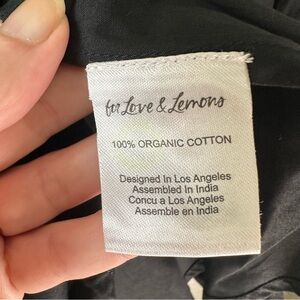 for Love & Lemons
100% ORGANIC COTTON
Designed In Los Angeles
Assembled In India
Concu a Los Angeles
Assemble en India